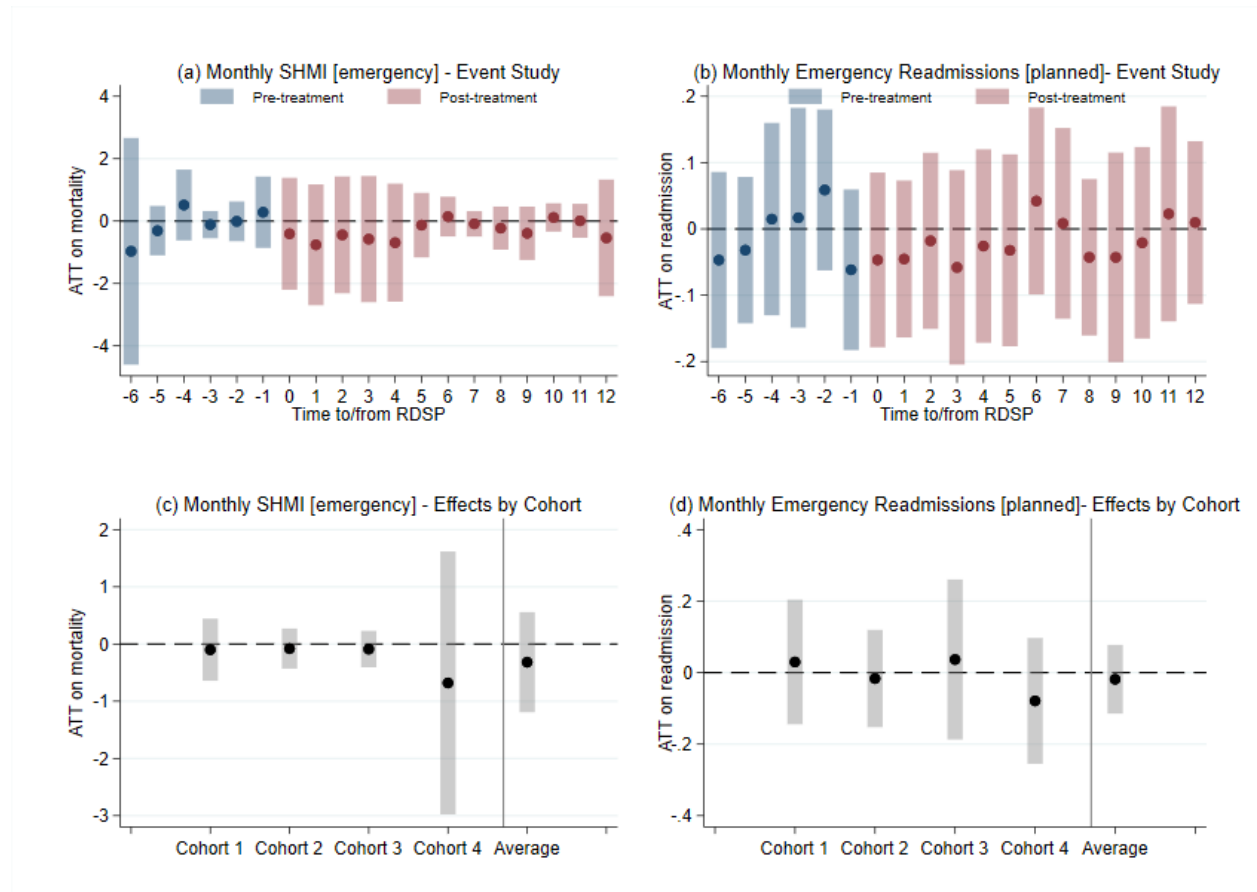 (a) Monthly SHMI [emergency] - Event Study
Pre-treatment Post-treatment
4
2
0
-2
-4
ATT on mortality
-6 -5 -4 -3 -2 -1 0 1 2 3 4 5 6 7 8 9 10 11 12
Time to/from RDSP
(b) Monthly Emergency Readmissions [planned]- Event Study
Pre-treatment Post-treatment
.2
.1
0
-.1
-.2
ATT on readmission
-6 -5 -4 -3 -2 -1 0 1 2 3 4 5 6 7 8 9 10 11 12
Time to/from RDSP
(c) Monthly SHMI [emergency] - Effects by Cohort
2
1
0
-1
-2
-3
ATT on mortality
Cohort 1 Cohort 2 Cohort 3 Cohort 4 Average
(d) Monthly Emergency Readmissions [planned]- Effects by Cohort
.4
.2
0
-.2
-.4
ATT on readmission
Cohort 1 Cohort 2 Cohort 3 Cohort 4 Average